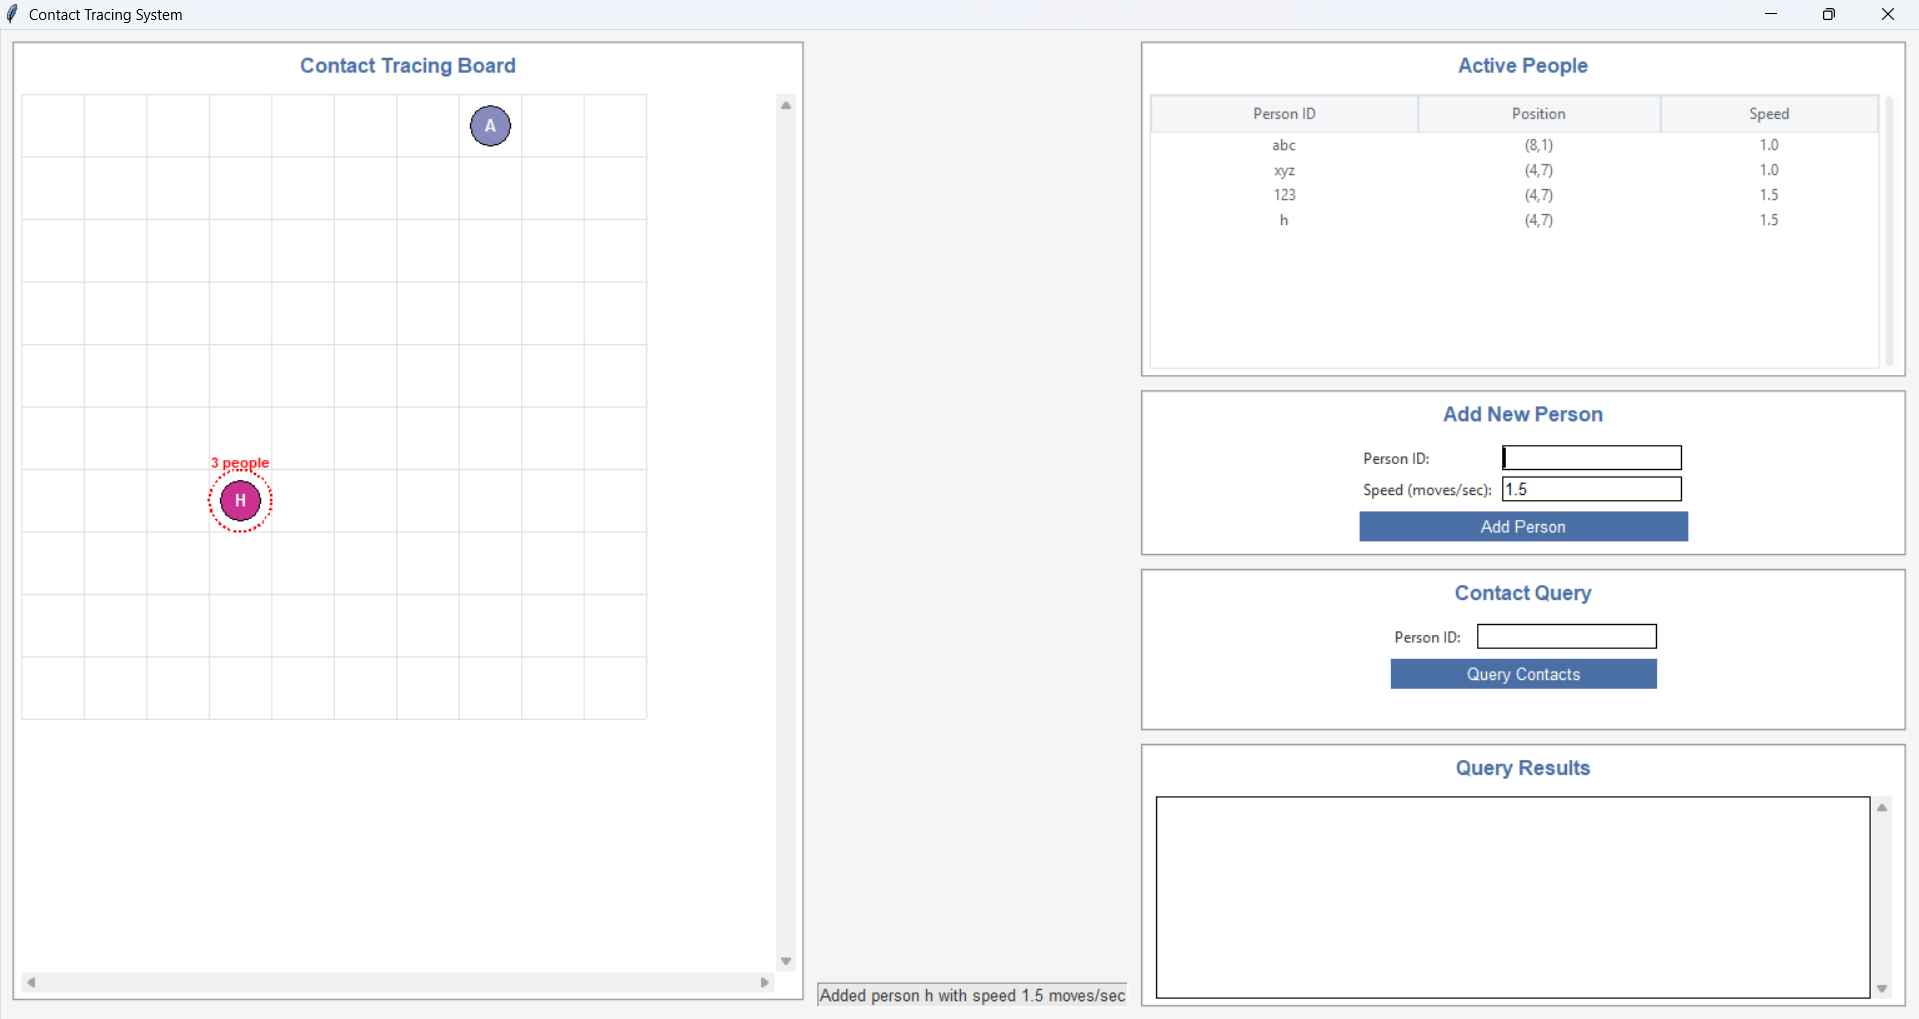 Contact Tracing System
Contact Tracing Board
A
3 people
H
Added person h with speed 1.5 moves/sec
Active People
Person ID Position Speed
abc (8,1) 1.0
xyz (4,7) 1.0
123 (4,7) 1.5
h (4,7) 1.5
Add New Person
Person ID:
Speed (moves/sec): 1.5
Add Person
Contact Query
Person ID:
Query Contacts
Query Results